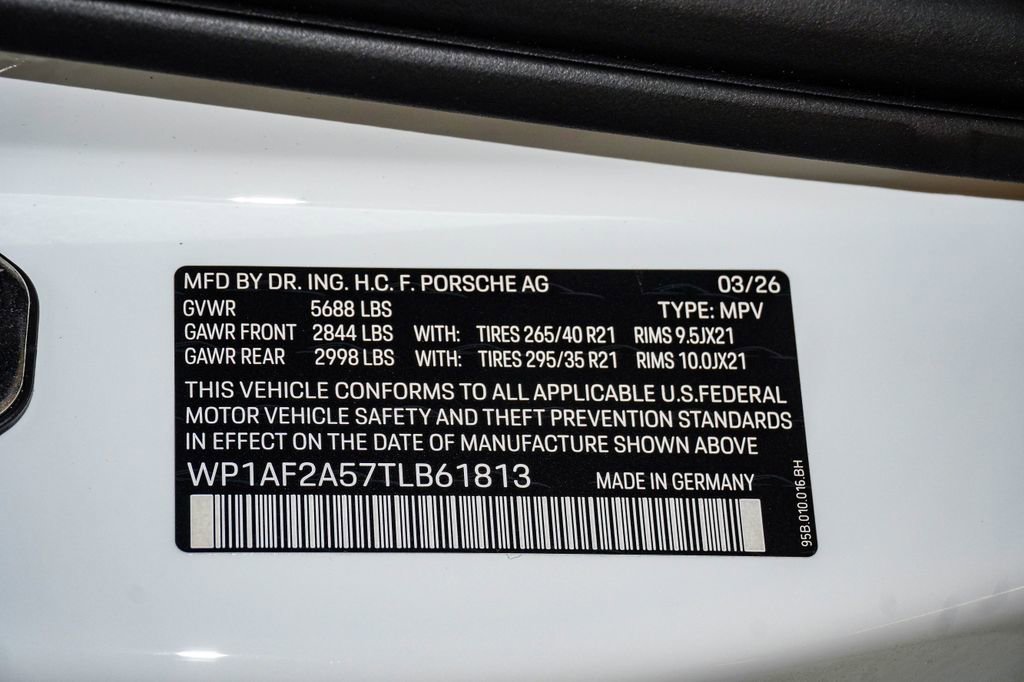 MFD BY DR. ING. H.C. F. PORSCHE AG 03/26
GVWR 5688 LBS TYPE: MPV
GAWR FRONT 2844 LBS WITH: TIRES 265/40 R21 RIMS 9.5JX21
GAWR REAR 2998 LBS WITH: TIRES 295/35 R21 RIMS 10.0JX21
THIS VEHICLE CONFORMS TO ALL APPLICABLE U.S.FEDERAL
MOTOR VEHICLE SAFETY AND THEFT PREVENTION STANDARDS
IN EFFECT ON THE DATE OF MANUFACTURE SHOWN ABOVE
WP1AF2A57TLB61813 MADE IN GERMANY
95B.010.016.BH